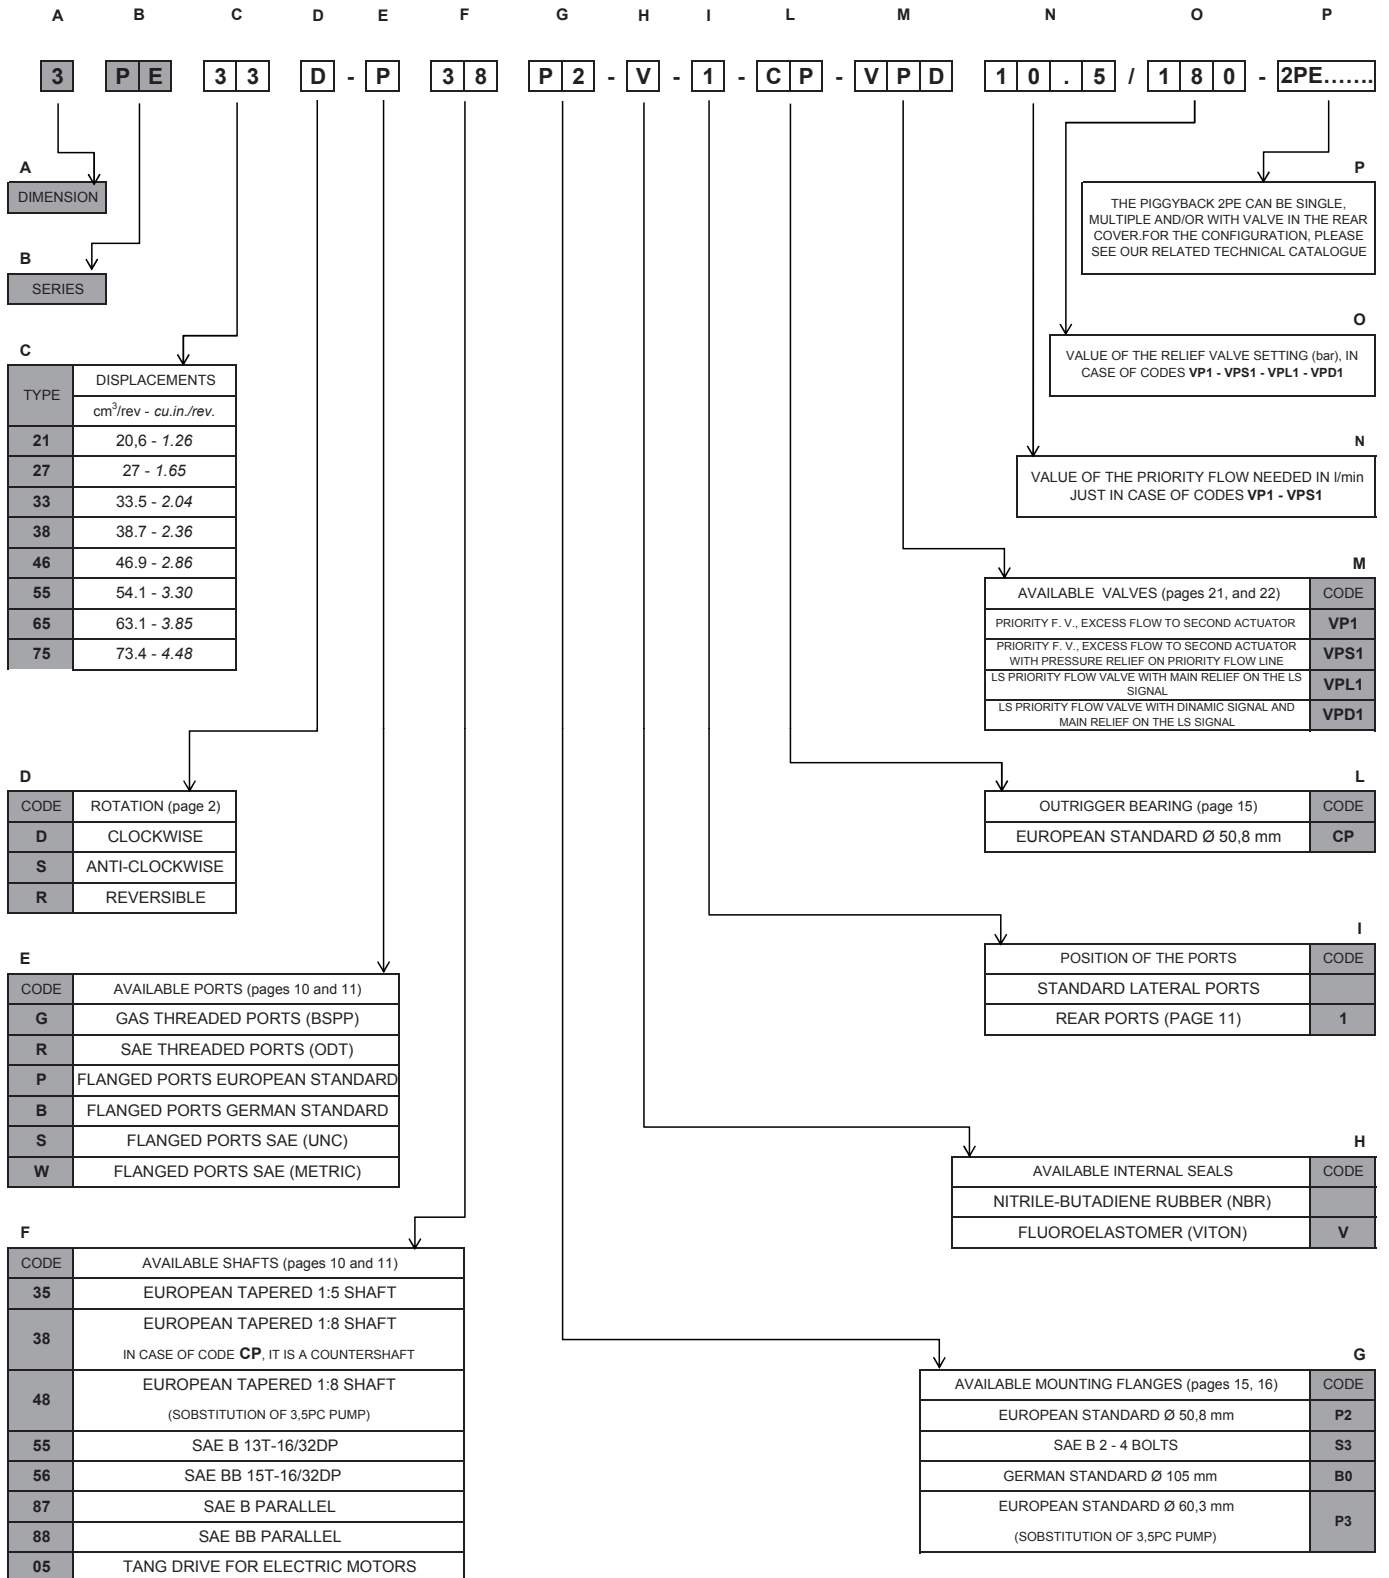 A B C D E F G H I L M N O P
3 PE 33 D - P 38 P2 - V - 1 - CP - VPD 10.5 / 180 - 2PE.......
A
DIMENSION
B
SERIES
C
TYPE DISPLACEMENTS
cm³/rev - cu.in./rev.
21 20,6 - 1.26
27 27 - 1.65
33 33.5 - 2.04
38 38.7 - 2.36
46 46.9 - 2.86
55 54.1 - 3.30
65 63.1 - 3.85
75 73.4 - 4.48
D
CODE ROTATION (page 2)
D CLOCKWISE
S ANTI-CLOCKWISE
R REVERSIBLE
E
CODE AVAILABLE PORTS (pages 10 and 11)
G GAS THREADED PORTS (BSPP)
R SAE THREADED PORTS (ODT)
P FLANGED PORTS EUROPEAN STANDARD
B FLANGED PORTS GERMAN STANDARD
S FLANGED PORTS SAE (UNC)
W FLANGED PORTS SAE (METRIC)
F
CODE AVAILABLE SHAFTS (pages 10 and 11)
35 EUROPEAN TAPERED 1:5 SHAFT
38 EUROPEAN TAPERED 1:8 SHAFT
IN CASE OF CODE CP, IT IS A COUNTERSHAFT
48 EUROPEAN TAPERED 1:8 SHAFT
(SOBSTITUTION OF 3,5PC PUMP)
55 SAE B 13T-16/32DP
56 SAE BB 15T-16/32DP
87 SAE B PARALLEL
88 SAE BB PARALLEL
05 TANG DRIVE FOR ELECTRIC MOTORS
P
THE PIGGYBACK 2PE CAN BE SINGLE,
MULTIPLE AND/OR WITH VALVE IN THE REAR
COVER.FOR THE CONFIGURATION, PLEASE
SEE OUR RELATED TECHNICAL CATALOGUE
O
VALUE OF THE RELIEF VALVE SETTING (bar), IN
CASE OF CODES VP1 - VPS1 - VPL1 - VPD1
N
VALUE OF THE PRIORITY FLOW NEEDED IN l/min
JUST IN CASE OF CODES VP1 - VPS1
M
AVAILABLE VALVES (pages 21, and 22) CODE
PRIORITY F. V., EXCESS FLOW TO SECOND ACTUATOR VP1
PRIORITY F. V., EXCESS FLOW TO SECOND ACTUATOR
WITH PRESSURE RELIEF ON PRIORITY FLOW LINE VPS1
LS PRIORITY FLOW VALVE WITH MAIN RELIEF ON THE LS
SIGNAL VPL1
LS PRIORITY FLOW VALVE WITH DINAMIC SIGNAL AND
MAIN RELIEF ON THE LS SIGNAL VPD1
L
OUTRIGGER BEARING (page 15) CODE
EUROPEAN STANDARD Ø 50,8 mm CP
I
POSITION OF THE PORTS CODE
STANDARD LATERAL PORTS
REAR PORTS (PAGE 11) 1
H
AVAILABLE INTERNAL SEALS CODE
NITRILE-BUTADIENE RUBBER (NBR)
FLUOROELASTOMER (VITON) V
G
AVAILABLE MOUNTING FLANGES (pages 15, 16) CODE
EUROPEAN STANDARD Ø 50,8 mm P2
SAE B 2 - 4 BOLTS S3
GERMAN STANDARD Ø 105 mm B0
EUROPEAN STANDARD Ø 60,3 mm P3
(SOBSTITUTION OF 3,5PC PUMP)